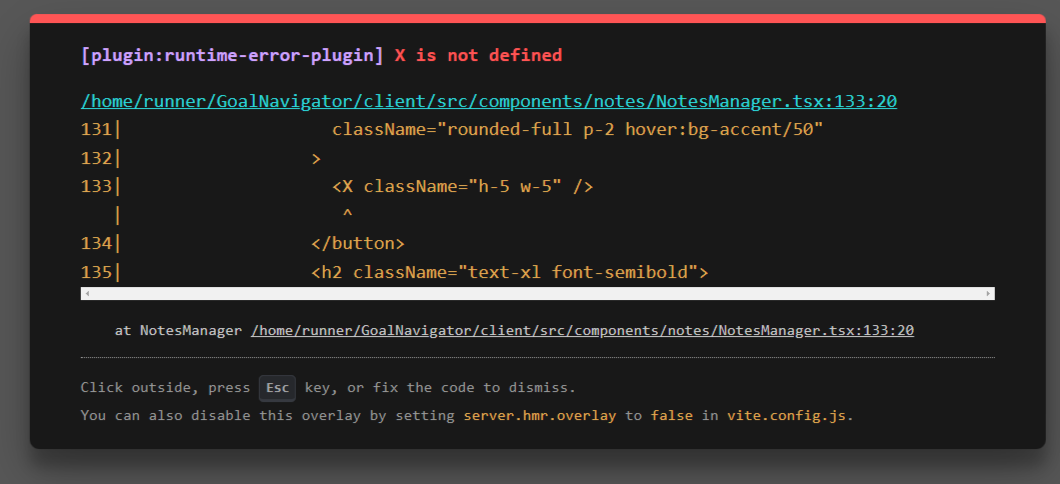 [plugin:runtime-error-plugin] X is not defined
/home/runner/GoalNavigator/client/src/components/notes/NotesManager.tsx:133:20
131|                    className="rounded-full p-2 hover:bg-accent/50"
132|                  >
133|                    <X className="h-5 w-5" />
   |                     ^
134|                  </button>
135|                  <h2 className="text-xl font-semibold">
at NotesManager /home/runner/GoalNavigator/client/src/components/notes/NotesManager.tsx:133:20
Click outside, press Esc key, or fix the code to dismiss.
You can also disable this overlay by setting server.hmr.overlay to false in vite.config.js.